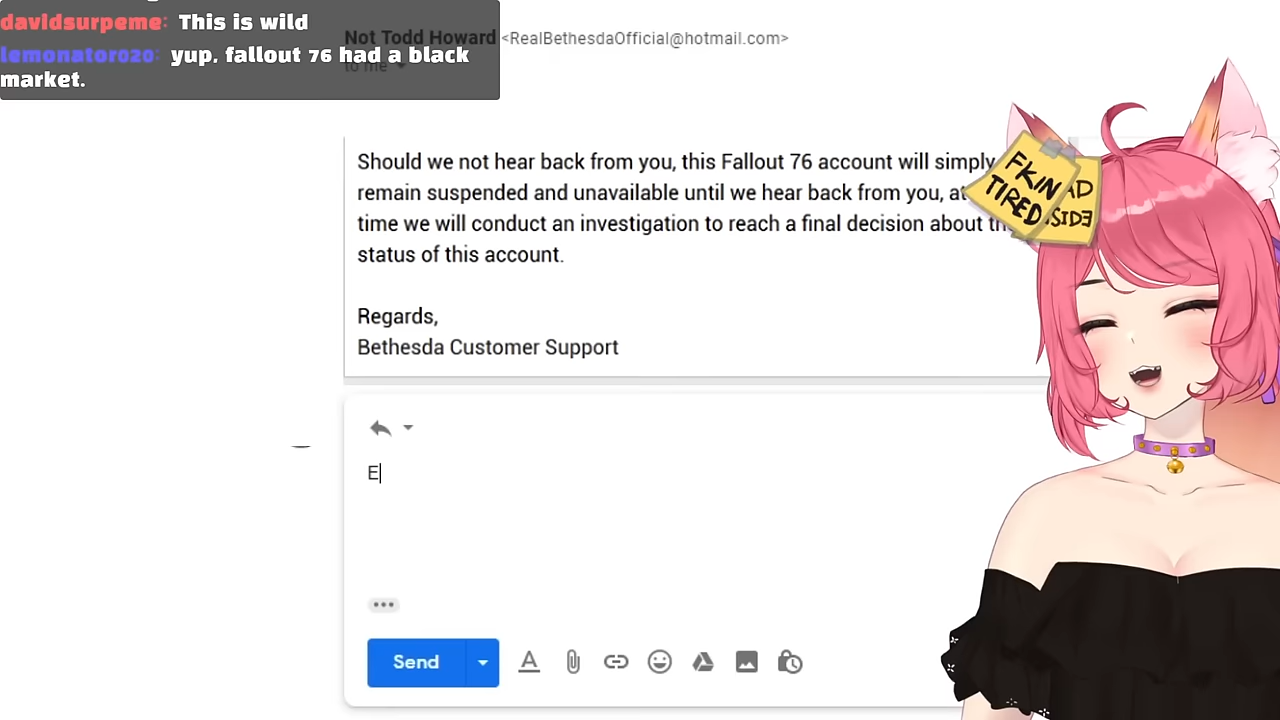 davidsurpeme: This is wild
lemonator020: yup. fallout 76 had a black
market.
Not Todd Howard <RealBethesdaOfficial@hotmail.com>
to me
Should we not hear back from you, this Fallout 76 account will simply
remain suspended and unavailable until we hear back from you, at
time we will conduct an investigation to reach a final decision about th
status of this account.
Regards,
Bethesda Customer Support
E
Send
FKIN
TIRED
AD
SIDE